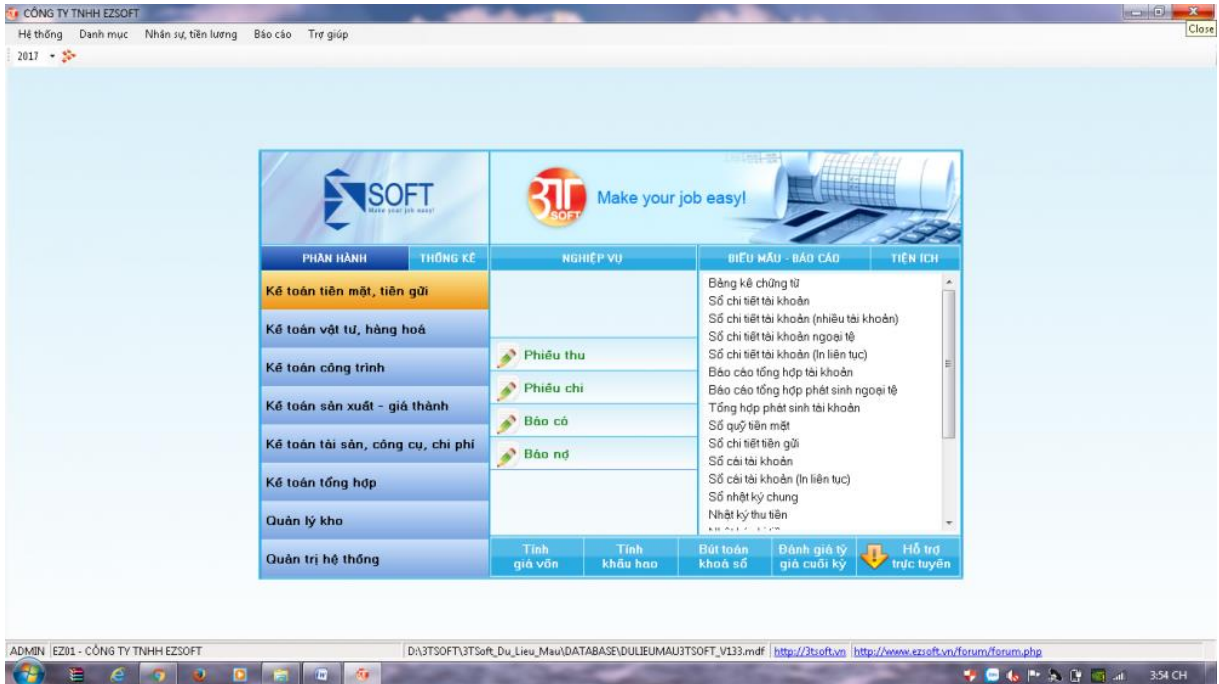 CÔNG TY TNHH EZSOFT
Close
Hệ thống Danh mục Nhân sự, tiền lương Báo cáo Trợ giúp
2017
SOFT
Make your job easy!
3T
SOFT
Make your job easy!
PHÂN HÀNH THỐNG KÊ NGHIỆP VỤ BIỂU MẪU - BÁO CÁO TIỆN ÍCH
Kế toán tiền mặt, tiền gửi
Kế toán vật tư, hàng hoá
Kế toán công trình
Kế toán sản xuất - giá thành
Kế toán tài sản, công cụ, chi phí
Kế toán tổng hợp
Quản lý kho
Quản trị hệ thống
Phiếu thu
Phiếu chi
Báo có
Báo nợ
Bảng kê chứng từ
Sổ chi tiết tài khoản
Sổ chi tiết tài khoản (nhiều tài khoản)
Sổ chi tiết tài khoản ngoại tệ
Sổ chi tiết tài khoản (In liên tục)
Báo cáo tổng hợp tài khoản
Báo cáo tổng hợp phát sinh ngoại tệ
Tổng hợp phát sinh tài khoản
Sổ quỹ tiền mặt
Sổ chi tiết tiền gửi
Sổ cái tài khoản
Sổ cái tài khoản (In liên tục)
Sổ nhật ký chung
Nhật ký thu tiền
Tính giá vốn
Tính khấu hao
Bút toán khoá sổ
Đánh giá tỷ giá cuối kỳ
Hỗ trợ trực tuyến
ADMIN EZ01 - CÔNG TY TNHH EZSOFT D:\3TSOFT\3TSoft_Du_Lieu_Mau\DATABASE\DULIEUMAU3TSOFT_V133.mdf http://3tsoft.vn http://www.ezsoft.vn/forum/forum.php
3:54 CH